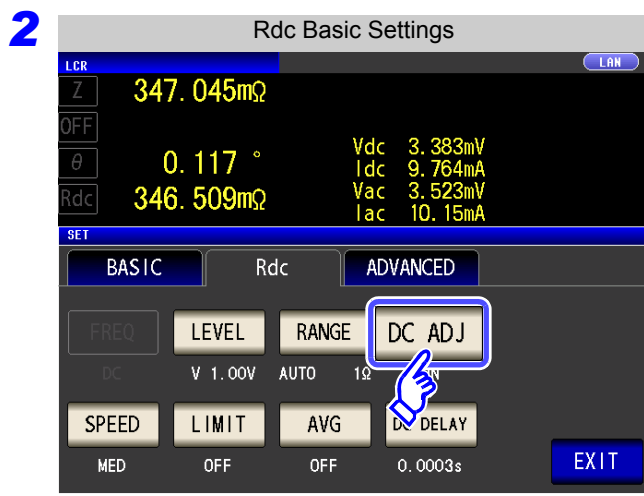 2
Rdc Basic Settings
LCR
LAN
Z 347.045mΩ
OFF
θ 0.117 °
Rdc 346.509mΩ
Vdc 3.383mV
Idc 9.764mA
Vac 3.523mV
Iac 10.15mA
SET
BASIC Rdc ADVANCED
FREQ LEVEL RANGE DC ADJ
DC V 1.00V AUTO 1Ω
SPEED LIMIT AVG DC DELAY
MED OFF OFF 0.0003s
EXIT